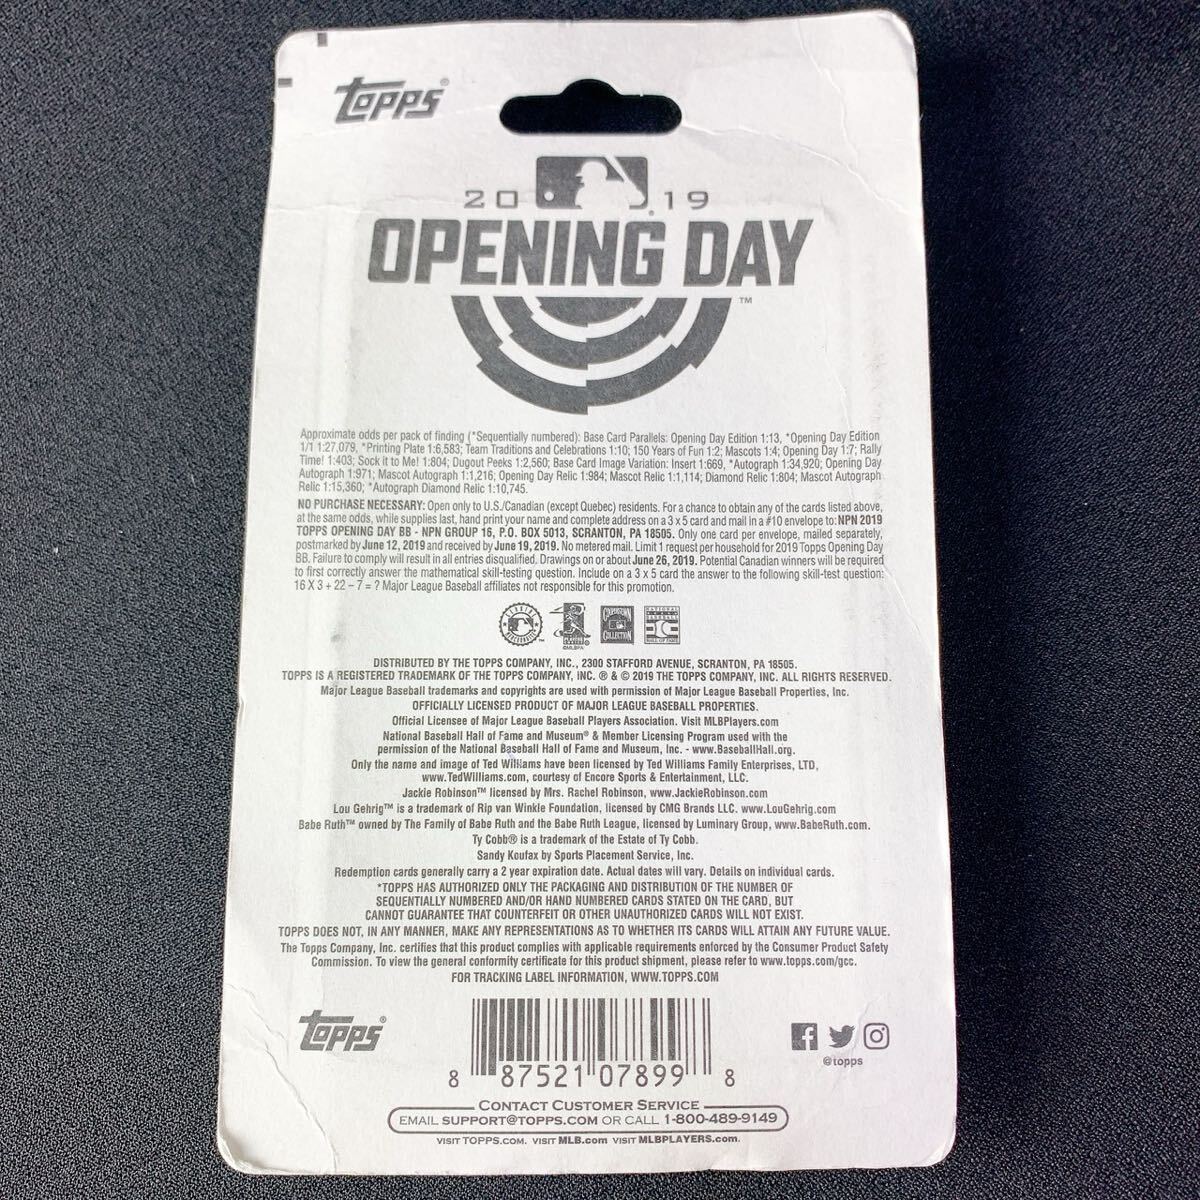 TOPPS®
20 19
OPENING DAY
™
Approximate odds per pack of finding (*Sequentially numbered): Base Card Parallels: Opening Day Edition 1:13, *Opening Day Edition
1/1 1:27,079, *Printing Plate 1:6,583; Team Traditions and Celebrations 1:10; 150 Years of Fun 1:2; Mascots 1:4; Opening Day 1:7; Rally
Time! 1:403; Sock it to Me! 1:804; Dugout Peeks 1:2,560; Base Card Image Variation: Insert 1:669, *Autograph 1:34,920; Opening Day
Autograph 1:971; Mascot Autograph 1:1,216, Opening Day Relic 1:984; Mascot Relic 1:1,114; Diamond Relic 1:804; Mascot Autograph
Relic 1:15,360; *Autograph Diamond Relic 1:10,745.
NO PURCHASE NECESSARY: Open only to U.S./Canadian (except Quebec) residents. For a chance to obtain any of the cards listed above,
at the same odds, while supplies last, hand print your name and complete address on a 3 x 5 card and mail in a #10 envelope to: NPN 2019
TOPPS OPENING DAY BB - NPN GROUP 16, P.O. BOX 5013, SCRANTON, PA 18505. Only one card per envelope, mailed separately,
postmarked by June 12, 2019 and received by June 19, 2019. No metered mail. Limit 1 request per household for 2019 Topps Opening Day
BB. Failure to comply will result in all entries disqualified. Drawings on or about June 26, 2019. Potential Canadian winners will be required
to first correctly answer the mathematical skill-testing question. Include on a 3 x 5 card the answer to the following skill-test question:
16 X 3 + 22 – 7 = ? Major League Baseball affiliates not responsible for this promotion.
©MLBPA
COOPERSTOWN
COLLECTION
NATIONAL
BASEBALL
HALL OF FAME
DISTRIBUTED BY THE TOPPS COMPANY, INC., 2300 STAFFORD AVENUE, SCRANTON, PA 18505.
TOPPS IS A REGISTERED TRADEMARK OF THE TOPPS COMPANY, INC. ® & © 2019 THE TOPPS COMPANY, INC. ALL RIGHTS RESERVED.
Major League Baseball trademarks and copyrights are used with permission of Major League Baseball Properties, Inc.
OFFICIALLY LICENSED PRODUCT OF MAJOR LEAGUE BASEBALL PROPERTIES.
Official Licensee of Major League Baseball Players Association. Visit MLBPlayers.com
National Baseball Hall of Fame and Museum® & Member Licensing Program used with the
permission of the National Baseball Hall of Fame and Museum, Inc. - www.BaseballHall.org.
Only the name and image of Ted Williams have been licensed by Ted Williams Family Enterprises, LTD,
www.TedWilliams.com, courtesy of Encore Sports & Entertainment, LLC.
Jackie Robinson™ licensed by Mrs. Rachel Robinson, www.JackieRobinson.com
Lou Gehrig™ is a trademark of Rip van Winkle Foundation, licensed by CMG Brands LLC. www.LouGehrig.com
Babe Ruth™ owned by The Family of Babe Ruth and the Babe Ruth League, licensed by Luminary Group, www.BabeRuth.com.
Ty Cobb® is a trademark of the Estate of Ty Cobb.
Sandy Koufax by Sports Placement Service, Inc.
Redemption cards generally carry a 2 year expiration date. Actual dates will vary. Details on individual cards.
*TOPPS HAS AUTHORIZED ONLY THE PACKAGING AND DISTRIBUTION OF THE NUMBER OF
SEQUENTIALLY NUMBERED AND/OR HAND NUMBERED CARDS STATED ON THE CARD, BUT
CANNOT GUARANTEE THAT COUNTERFEIT OR OTHER UNAUTHORIZED CARDS WILL NOT EXIST.
TOPPS DOES NOT, IN ANY MANNER, MAKE ANY REPRESENTATIONS AS TO WHETHER ITS CARDS WILL ATTAIN ANY FUTURE VALUE.
The Topps Company, Inc. certifies that this product complies with applicable requirements enforced by the Consumer Product Safety
Commission. To view the general conformity certificate for this product shipment, please refer to www.topps.com/gcc.
FOR TRACKING LABEL INFORMATION, WWW.TOPPS.COM
TOPPS®
@topps
8 87521 07899 8
CONTACT CUSTOMER SERVICE
EMAIL SUPPORT@TOPPS.COM OR CALL 1-800-489-9149
VISIT TOPPS.COM. VISIT MLB.com VISIT MLBPLAYERS.com.